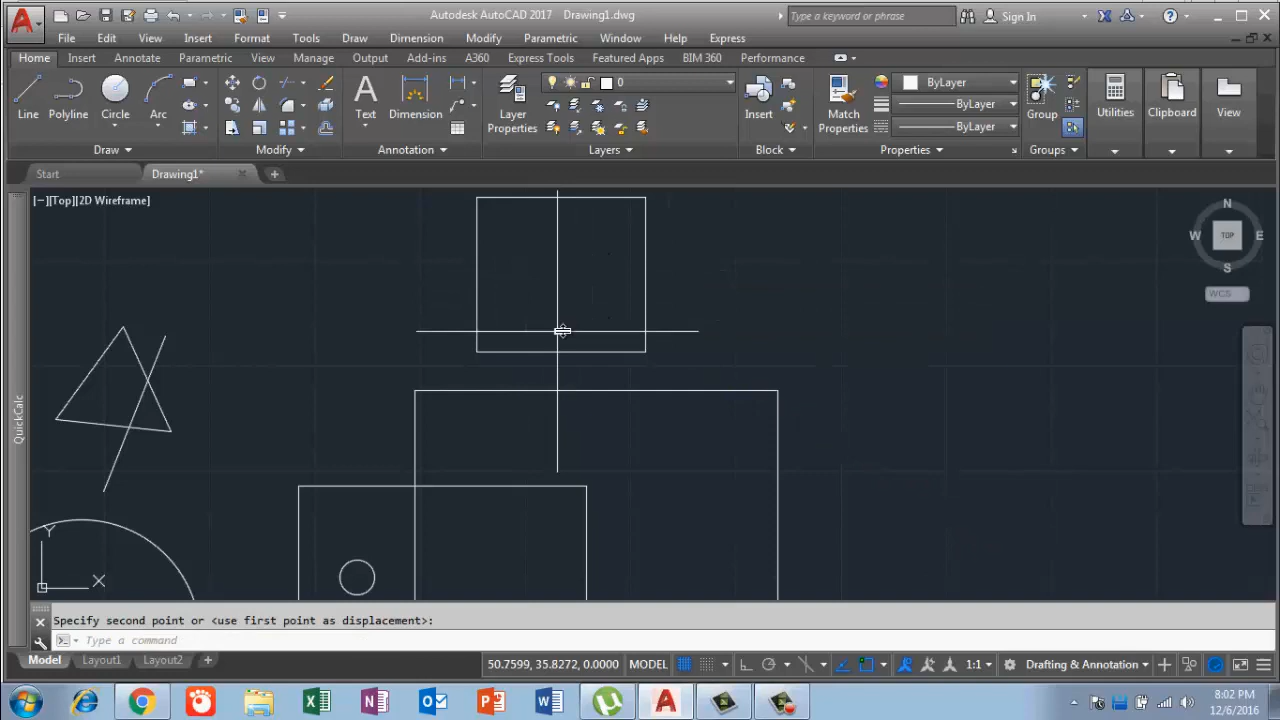 Autodesk AutoCAD 2017 Drawing1.dwg
Type a keyword or phrase
Sign In
File Edit View Insert Format Tools Draw Dimension Modify Parametric Window Help Express
Home Insert Annotate Parametric View Manage Output Add-ins A360 Express Tools Featured Apps BIM 360 Performance
Line Polyline Circle Arc
Text Dimension
Layer Properties
0
Insert
Match Properties
ByLayer
ByLayer
ByLayer
Group
Utilities
Clipboard
View
Draw Modify Annotation Layers Block Properties Groups
Start Drawing1*
[−][Top][2D Wireframe]
N
W TOP E
S
WCS
QuickCalc
Y
X
Specify second point or <use first point as displacement>:
Type a command
Model Layout1 Layout2 +
50.7599, 35.8272, 0.0000 MODEL 1:1 Drafting & Annotation
8:02 PM
12/6/2016